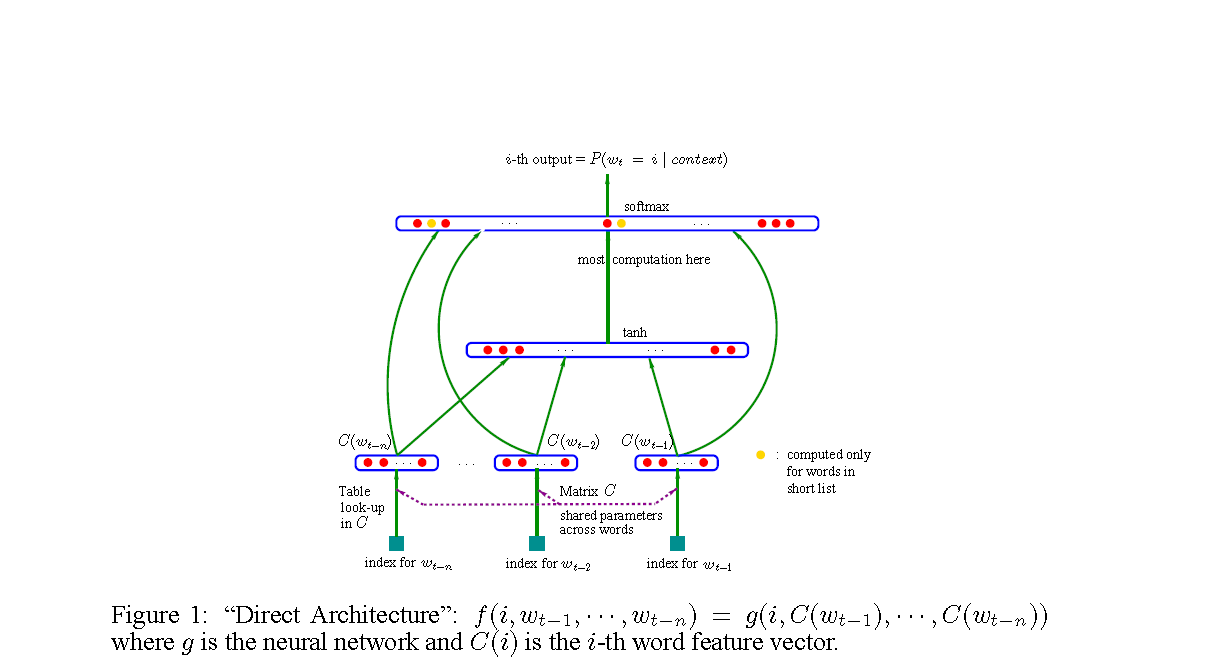 i-th output = P(w_t = i | context)
softmax
. . .
. . .
most computation here
tanh
. . .
. . .
C(w_{t−n})
C(w_{t−2})
C(w_{t−1})
. . .
. . .
. . .
. . .
: computed only
for words in
short list
Table
look-up
in C
Matrix C
shared parameters
across words
index for w_{t−n}
index for w_{t−2}
index for w_{t−1}
Figure 1: “Direct Architecture”: f(i, w_{t−1}, ⋯, w_{t−n}) = g(i, C(w_{t−1}), ⋯, C(w_{t−n}))
where g is the neural network and C(i) is the i-th word feature vector.